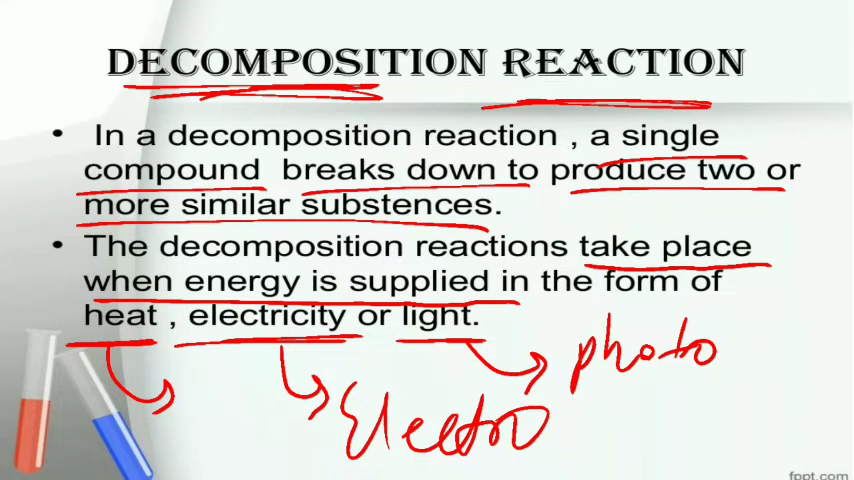 DECOMPOSITION REACTION
• In a decomposition reaction , a single
compound breaks down to produce two or
more similar substences.
• The decomposition reactions take place
when energy is supplied in the form of
heat , electricity or light.
photo
Electro
fppt.com